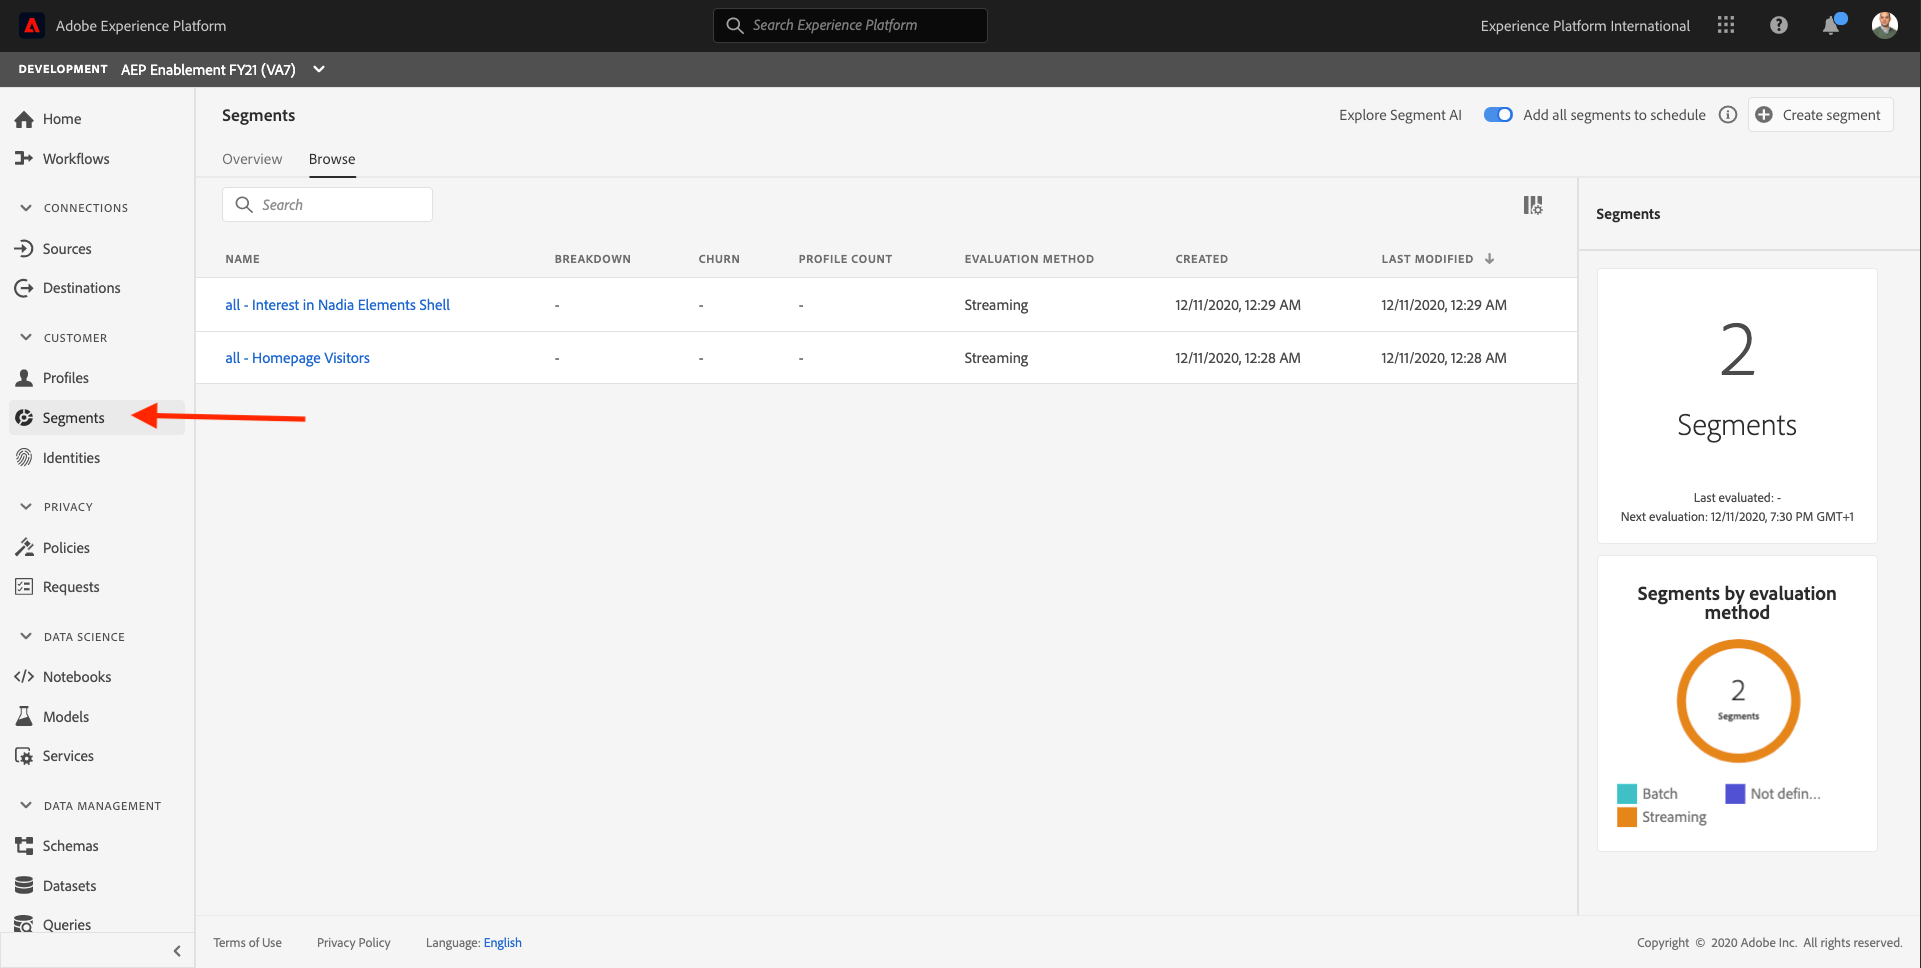 Adobe Experience Platform
Search Experience Platform
Experience Platform International
DEVELOPMENT AEP Enablement FY21 (VA7)
Home
Workflows
CONNECTIONS
Sources
Destinations
CUSTOMER
Profiles
Segments
Identities
PRIVACY
Policies
Requests
DATA SCIENCE
Notebooks
Models
Services
DATA MANAGEMENT
Schemas
Datasets
Queries
Segments
Explore Segment AI
Add all segments to schedule
Create segment
Overview
Browse
Search
NAME BREAKDOWN CHURN PROFILE COUNT EVALUATION METHOD CREATED LAST MODIFIED
all - Interest in Nadia Elements Shell - - - Streaming 12/11/2020, 12:29 AM 12/11/2020, 12:29 AM
all - Homepage Visitors - - - Streaming 12/11/2020, 12:28 AM 12/11/2020, 12:28 AM
Segments
2
Segments
Last evaluated: -
Next evaluation: 12/11/2020, 7:30 PM GMT+1
Segments by evaluation
method
2
Segments
Batch
Not defin...
Streaming
Terms of Use
Privacy Policy
Language: English
Copyright © 2020 Adobe Inc. All rights reserved.